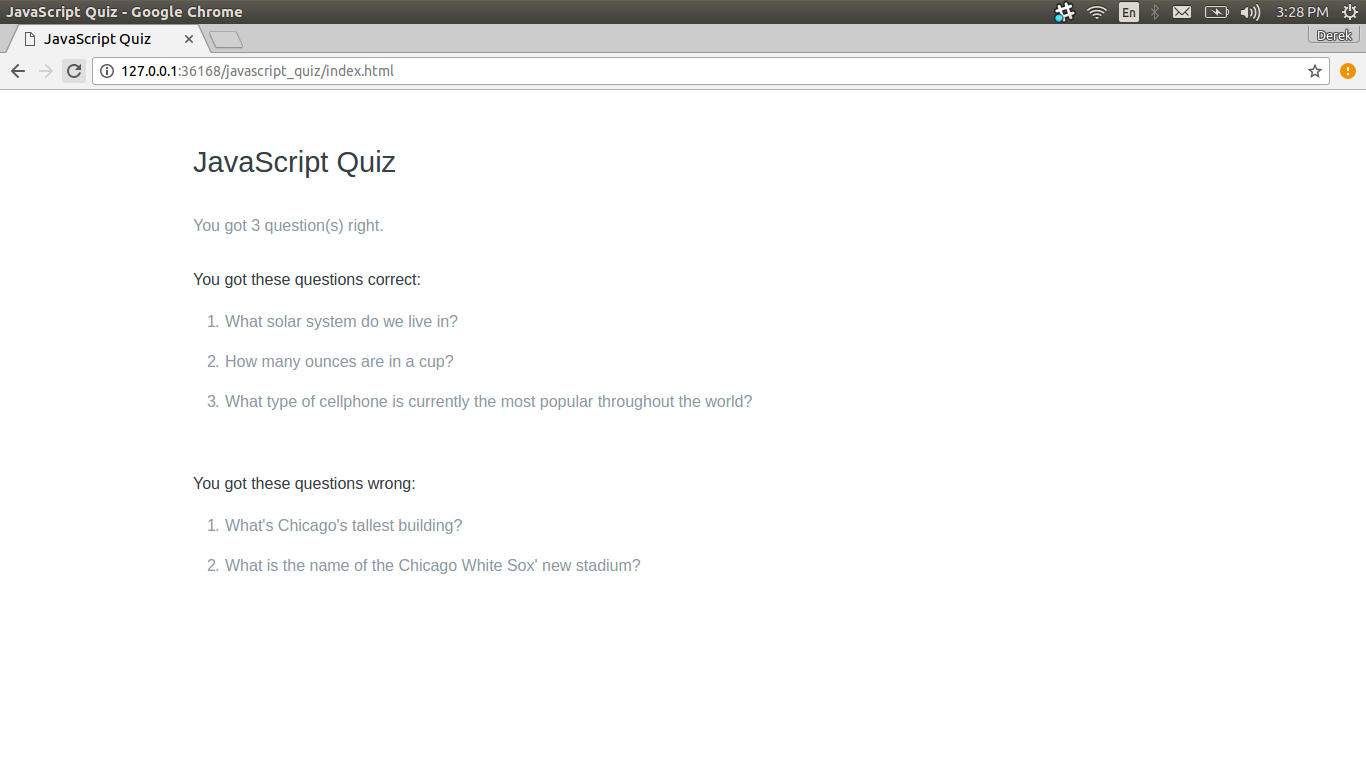 JavaScript Quiz - Google Chrome
En
3:28 PM
JavaScript Quiz
Derek
127.0.0.1:36168/javascript_quiz/index.html
JavaScript Quiz
You got 3 question(s) right.
You got these questions correct:
1. What solar system do we live in?
2. How many ounces are in a cup?
3. What type of cellphone is currently the most popular throughout the world?
You got these questions wrong:
1. What's Chicago's tallest building?
2. What is the name of the Chicago White Sox' new stadium?